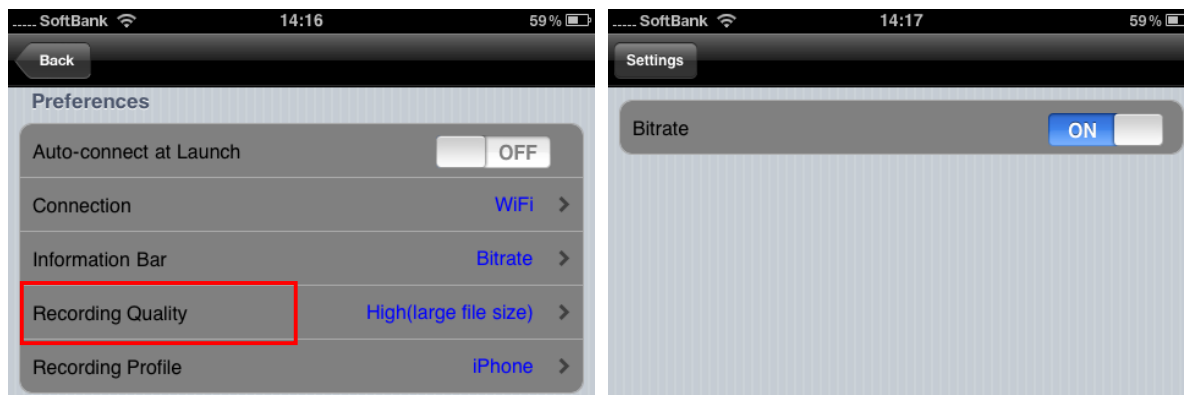 ..... SoftBank 14:16 59%
Back
Preferences
Auto-connect at Launch OFF
Connection WiFi
Information Bar Bitrate
Recording Quality High(large file size)
Recording Profile iPhone
..... SoftBank 14:17 59%
Settings
Bitrate ON